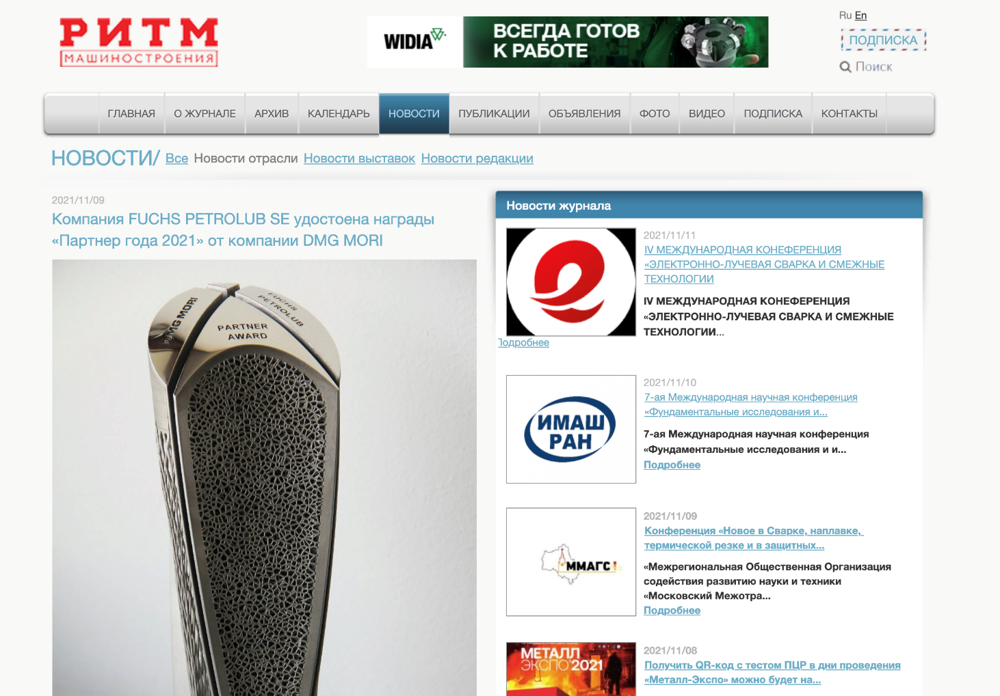 РИТМ
МАШИНОСТРОЕНИЯ
WIDIA
ВСЕГДА ГОТОВ
К РАБОТЕ
Ru En
ПОДПИСКА
Поиск
ГЛАВНАЯ О ЖУРНАЛЕ АРХИВ КАЛЕНДАРЬ НОВОСТИ ПУБЛИКАЦИИ ОБЪЯВЛЕНИЯ ФОТО ВИДЕО ПОДПИСКА КОНТАКТЫ
НОВОСТИ/ Все Новости отрасли Новости выставок Новости редакции
2021/11/09
Компания FUCHS PETROLUB SE удостоена награды
«Партнер года 2021» от компании DMG MORI
DMG MORI
FUCHS
PETROLUB
PARTNER
AWARD
Новости журнала
2021/11/11
IV МЕЖДУНАРОДНАЯ КОНЕФЕРЕНЦИЯ
«ЭЛЕКТРОННО-ЛУЧЕВАЯ СВАРКА И СМЕЖНЫЕ
ТЕХНОЛОГИИ
IV МЕЖДУНАРОДНАЯ КОНЕФЕРЕНЦИЯ
«ЭЛЕКТРОННО-ЛУЧЕВАЯ СВАРКА И СМЕЖНЫЕ
ТЕХНОЛОГИИ...
Подробнее
ИМАШ
РАН
2021/11/10
7-ая Международная научная конференция
«Фундаментальные исследования и...
7-ая Международная научная конференция
«Фундаментальные исследования и и...
Подробнее
ММАГС
2021/11/09
Конференция «Новое в Сварке, наплавке,
термической резке и в защитных...
«Межрегиональная Общественная Организация
содействия развитию науки и техники
«Московский Межотра...
Подробнее
МЕТАЛЛ
ЭКСПО'2021
2021/11/08
Получить QR-код с тестом ПЦР в дни проведения
«Металл-Экспо» можно будет на...